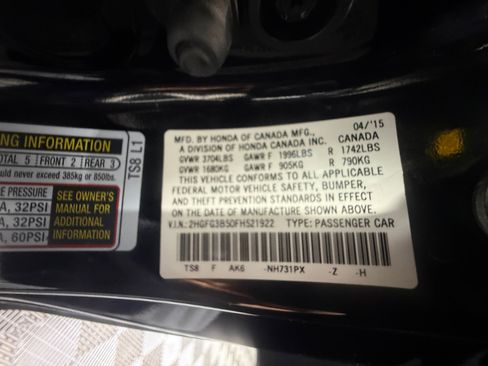 NG INFORMATION
OTAL 5 FRONT 2 REAR 3
ould never exceed 385kg or 850lbs.
E PRESSURE
A, 32PSI
A, 32PSI
A, 60PSI
SEE OWNER'S
MANUAL FOR
ADDITIONAL
INFORMATION
TS8 L1
04/'15
MFD. BY HONDA OF CANADA MFG.,
A DIVISION OF HONDA CANADA INC. CANADA
GVWR 3704LBS GAWR F 1996LBS R 1742LBS
GVWR 1680KG GAWR F 905KG R 790KG
THIS VEHICLE CONFORMS TO ALL APPLICABLE
FEDERAL MOTOR VEHICLE SAFETY, BUMPER,
AND THEFT PREVENTION STANDARDS IN EFFECT
ON THE DATE OF MANUFACTURE SHOWN ABOVE.
V.I.N.: 2HGFG3B50FH521922 TYPE: PASSENGER CAR
TS8 F AK6 -NH731PX -Z -H